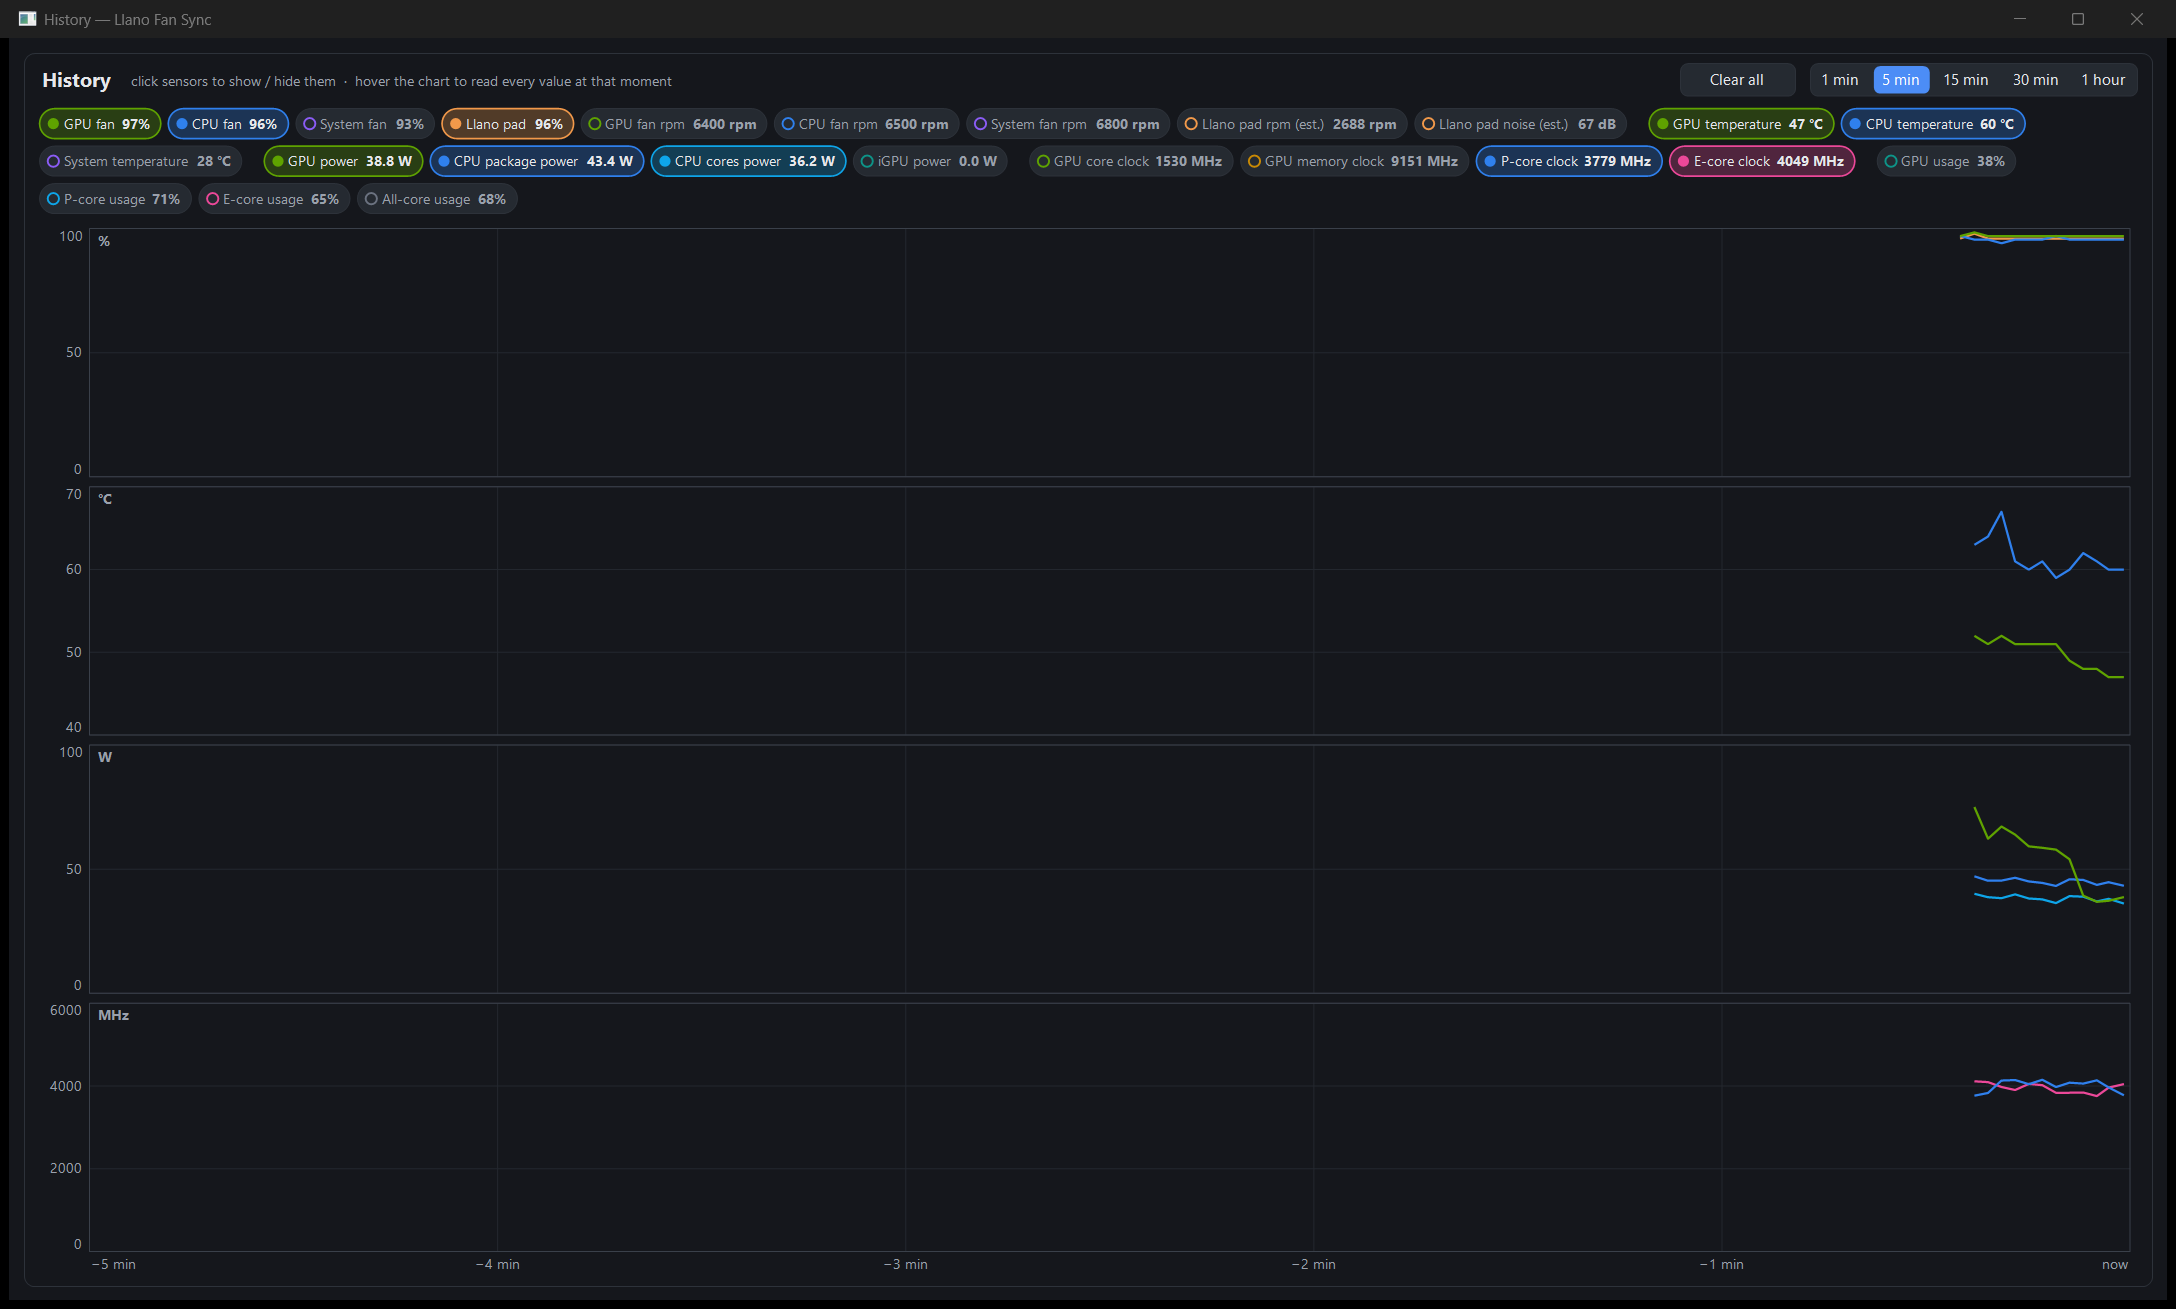 History — Llano Fan Sync
History click sensors to show / hide them · hover the chart to read every value at that moment Clear all 1 min 5 min 15 min 30 min 1 hour
GPU fan 97% CPU fan 96% System fan 93% Llano pad 96% GPU fan rpm 6400 rpm CPU fan rpm 6500 rpm System fan rpm 6800 rpm Llano pad rpm (est.) 2688 rpm Llano pad noise (est.) 67 dB GPU temperature 47 °C CPU temperature 60 °C
System temperature 28 °C GPU power 38.8 W CPU package power 43.4 W CPU cores power 36.2 W iGPU power 0.0 W GPU core clock 1530 MHz GPU memory clock 9151 MHz P-core clock 3779 MHz E-core clock 4049 MHz GPU usage 38%
P-core usage 71% E-core usage 65% All-core usage 68%
100 %
50
0
70 °C
60
50
40
100 W
50
0
6000 MHz
4000
2000
0
−5 min −4 min −3 min −2 min −1 min now